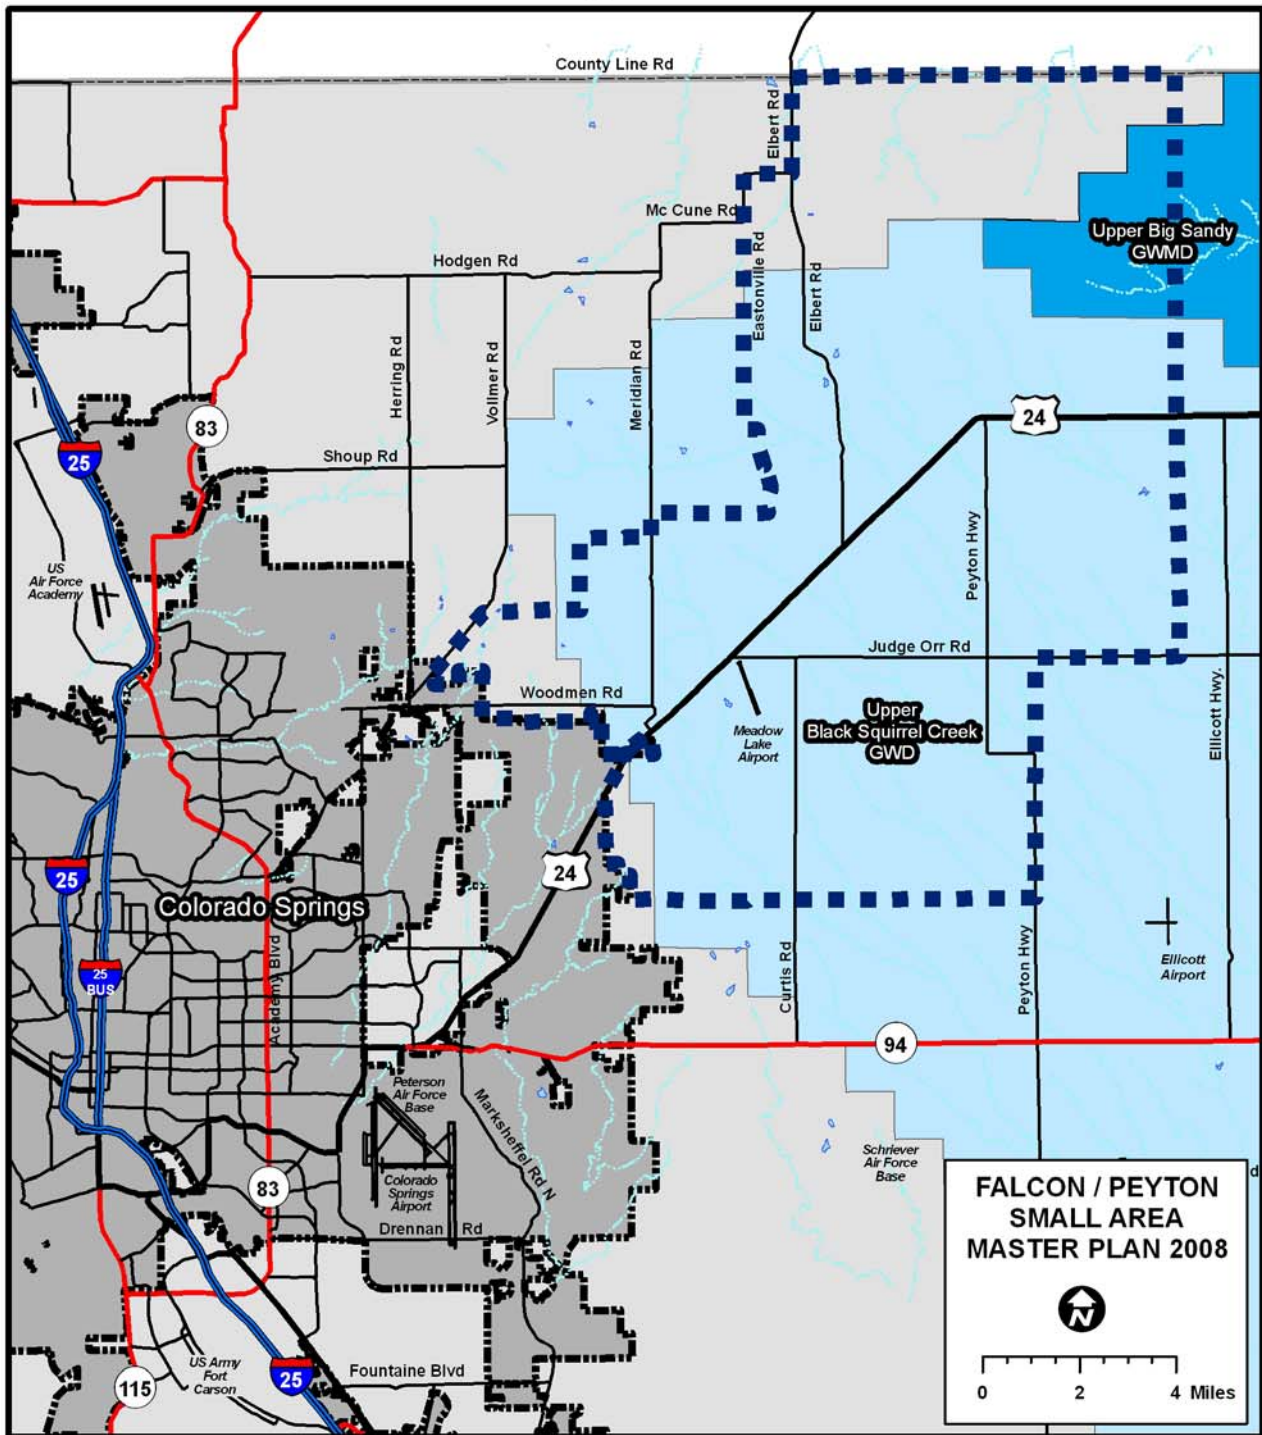 County Line Rd
Elbert Rd
Mc Cune Rd
Upper Big Sandy
GWMD
Hodgen Rd
Eastonville Rd
Elbert Rd
Herring Rd
Vollmer Rd
Meridian Rd
24
83
25
Shoup Rd
US
Air Force
Academy
Peyton Hwy
Judge Orr Rd
Woodmen Rd
Upper
Black Squirrel Creek
GWD
Meadow
Lake
Airport
Ellicott Hwy.
24
25
Colorado Springs
Academy Blvd
25
BUS
Curtis Rd
Peyton Hwy
Ellicott
Airport
94
Peterson
Air Force
Base
Marksheffel Rd N
Schriever
Air Force
Base
83
Colorado
Springs
Airport
Drennan Rd
FALCON / PEYTON
SMALL AREA
MASTER PLAN 2008
N
0 2 4 Miles
US Army
Fort
Carson
Fountaine Blvd
25
115